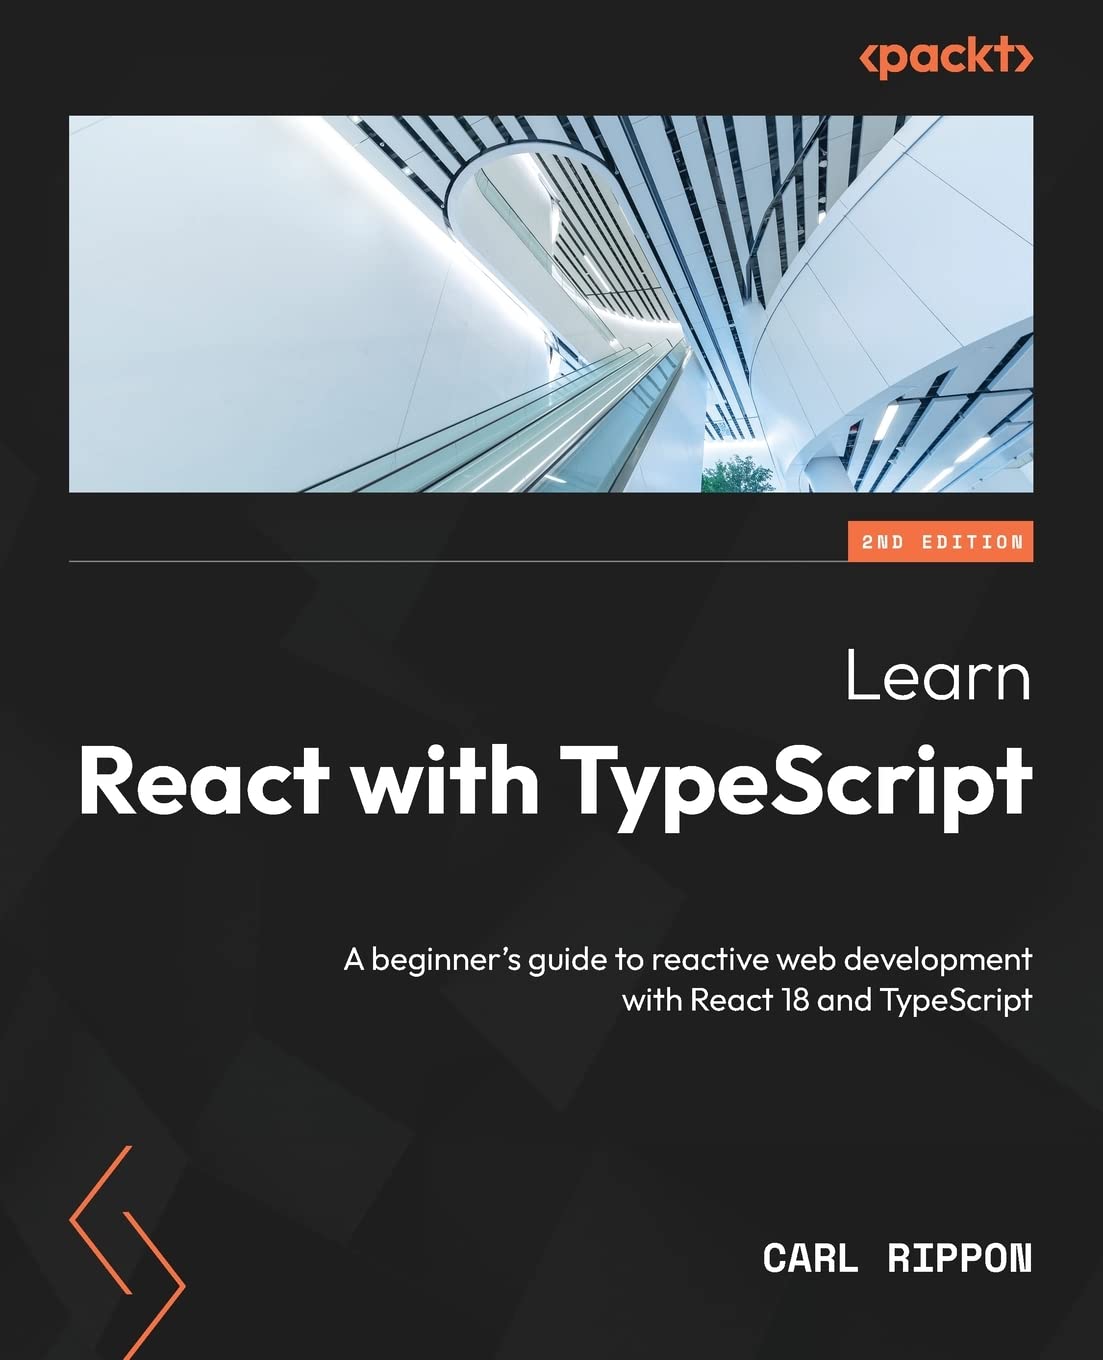 <packt>
2ND EDITION
Learn
React with TypeScript
A beginner’s guide to reactive web development
with React 18 and TypeScript
CARL RIPPON